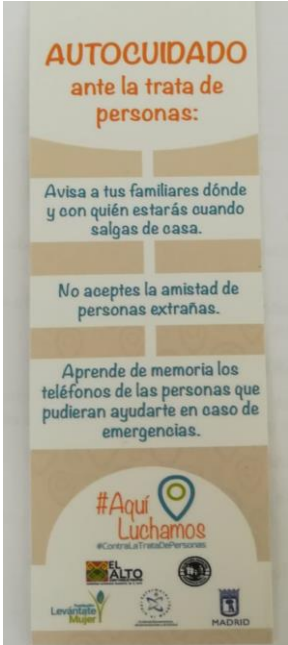 AUTOCUIDADO
ante la trata de
personas:
Avisa a tus familiares dónde
y con quién estarás cuando
salgas de casa.
No aceptes la amistad de
personas extrañas.
Aprende de memoria los
teléfonos de las personas que
pudieran ayudarte en caso de
emergencias.
#Aquí
Luchamos
#ContraLaTrataDePersonas
EL
ALTO
Fundación
Levántate
Mujer
MADRID